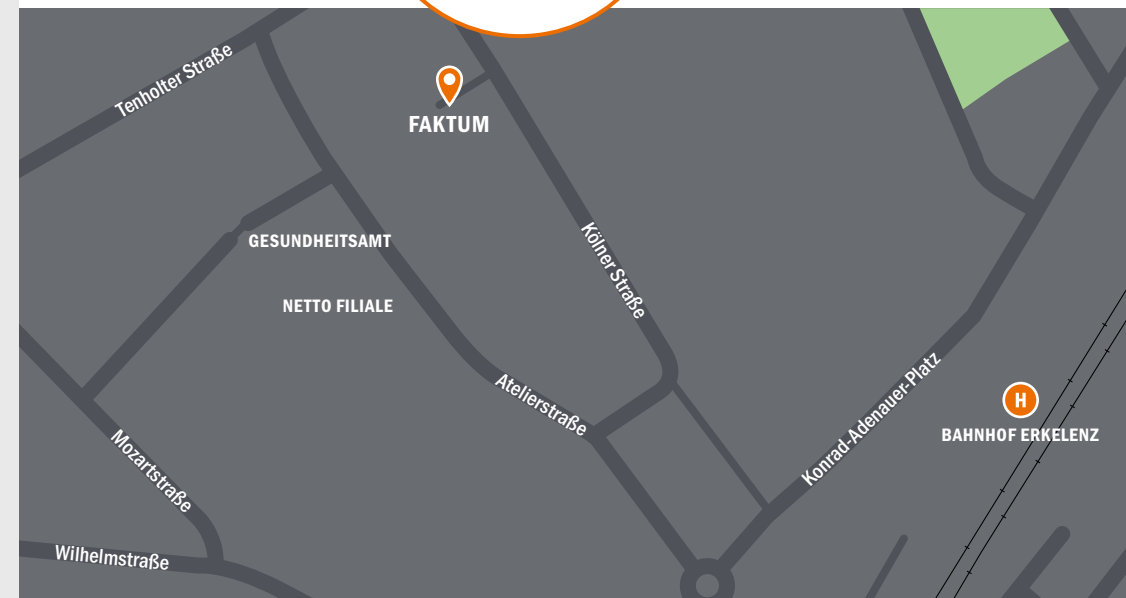 Tenholter Straße
FAKTUM
GESUNDHEITSAMT
Kölner Straße
NETTO FILIALE
Atelierstraße
Konrad-Adenauer-Platz
H
BAHNHOF ERKELENZ
Mozartstraße
Wilhelmstraße